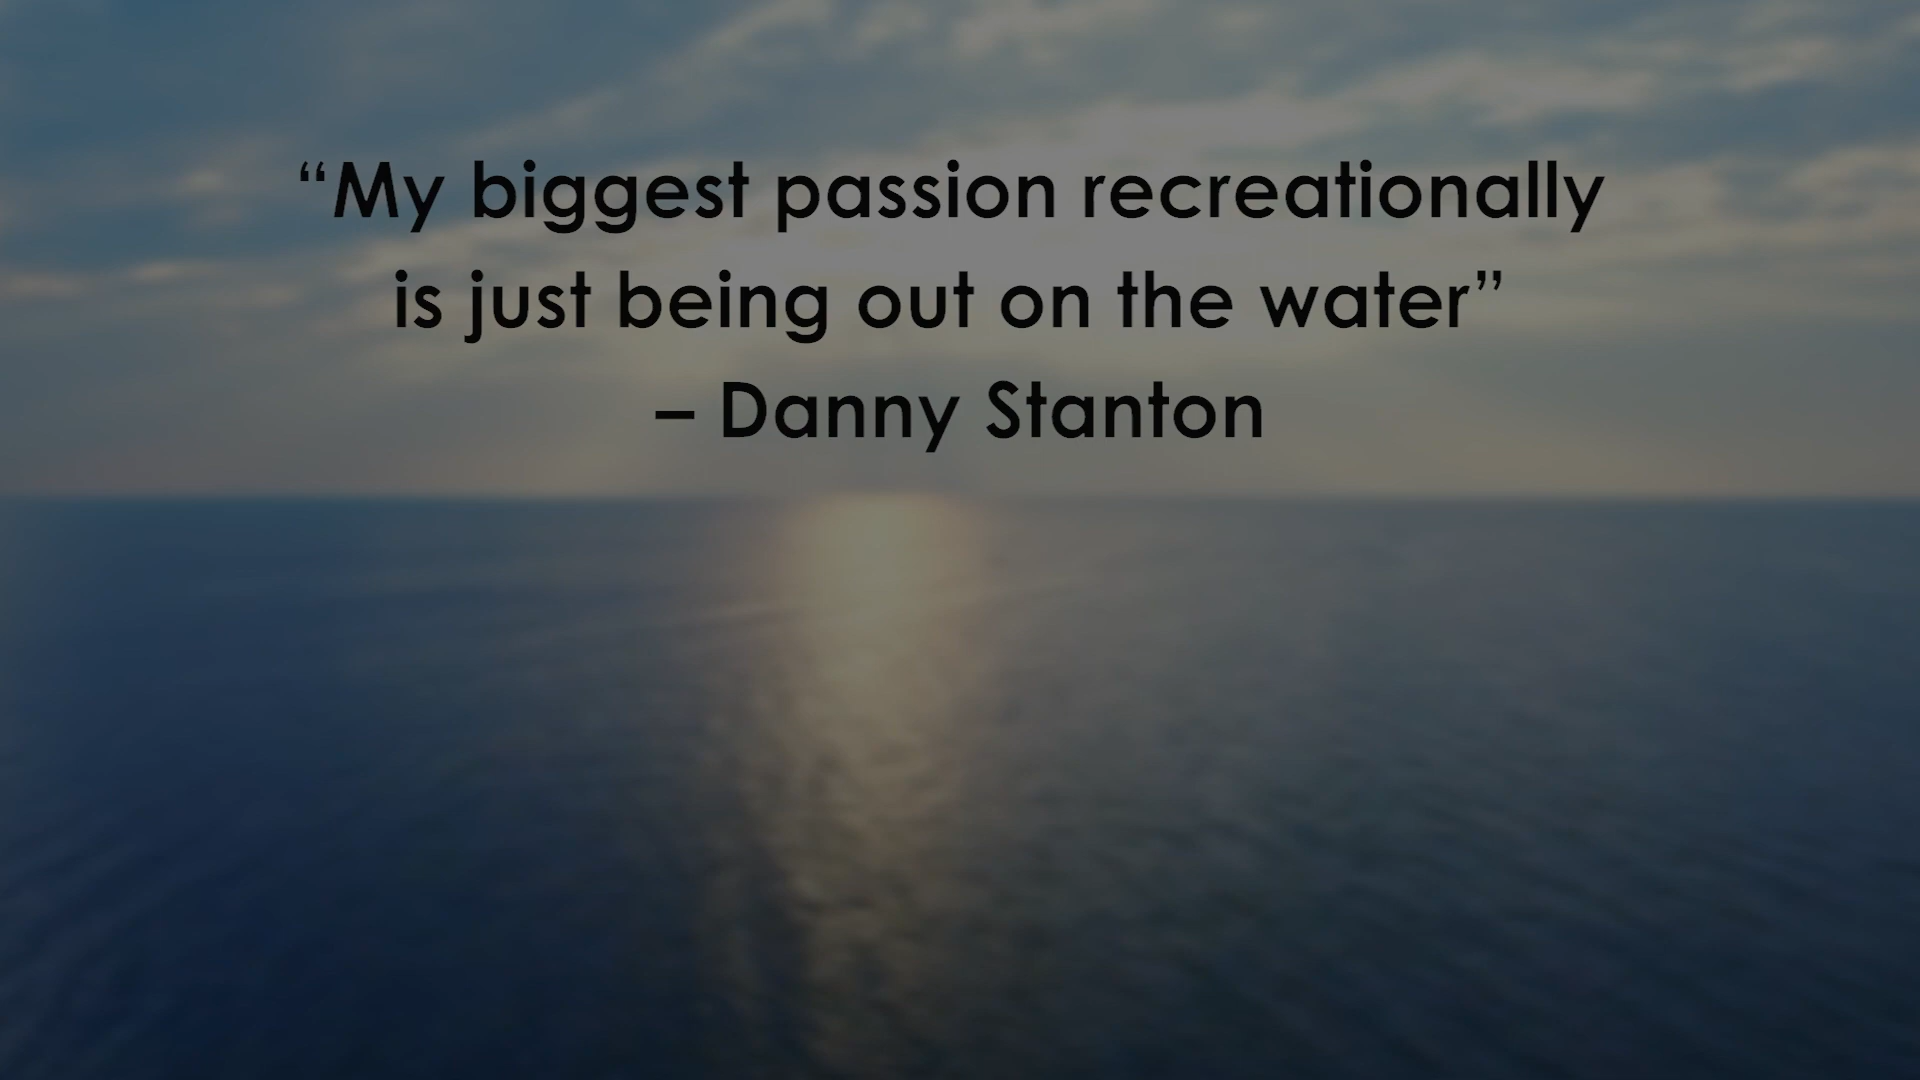 “My biggest passion recreationally
is just being out on the water”
– Danny Stanton